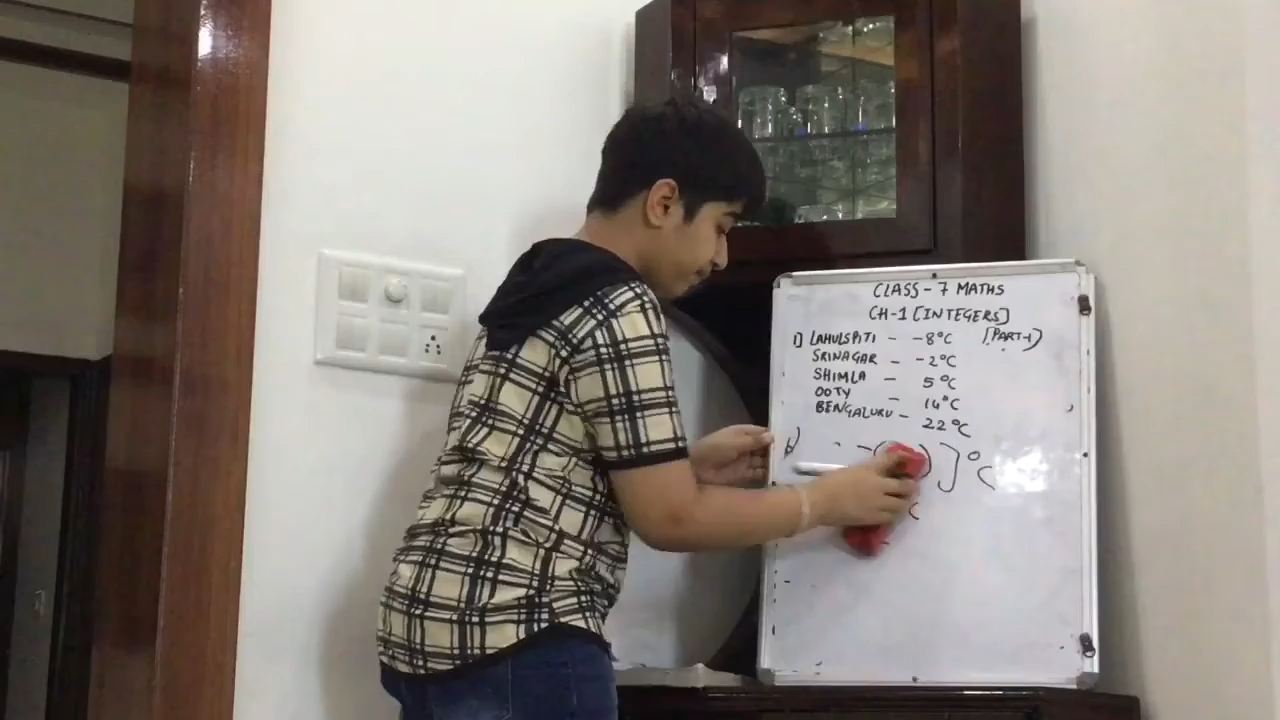 CLASS - 7 MATHS
CH-1 [INTEGERS]
1) LAHULSPITI - -8°C [PART-1)
SRINAGAR - -2°C
SHIMLA - 5°C
OOTY - 14°C
BENGALURU - 22°C
b) - ( ) ] °C